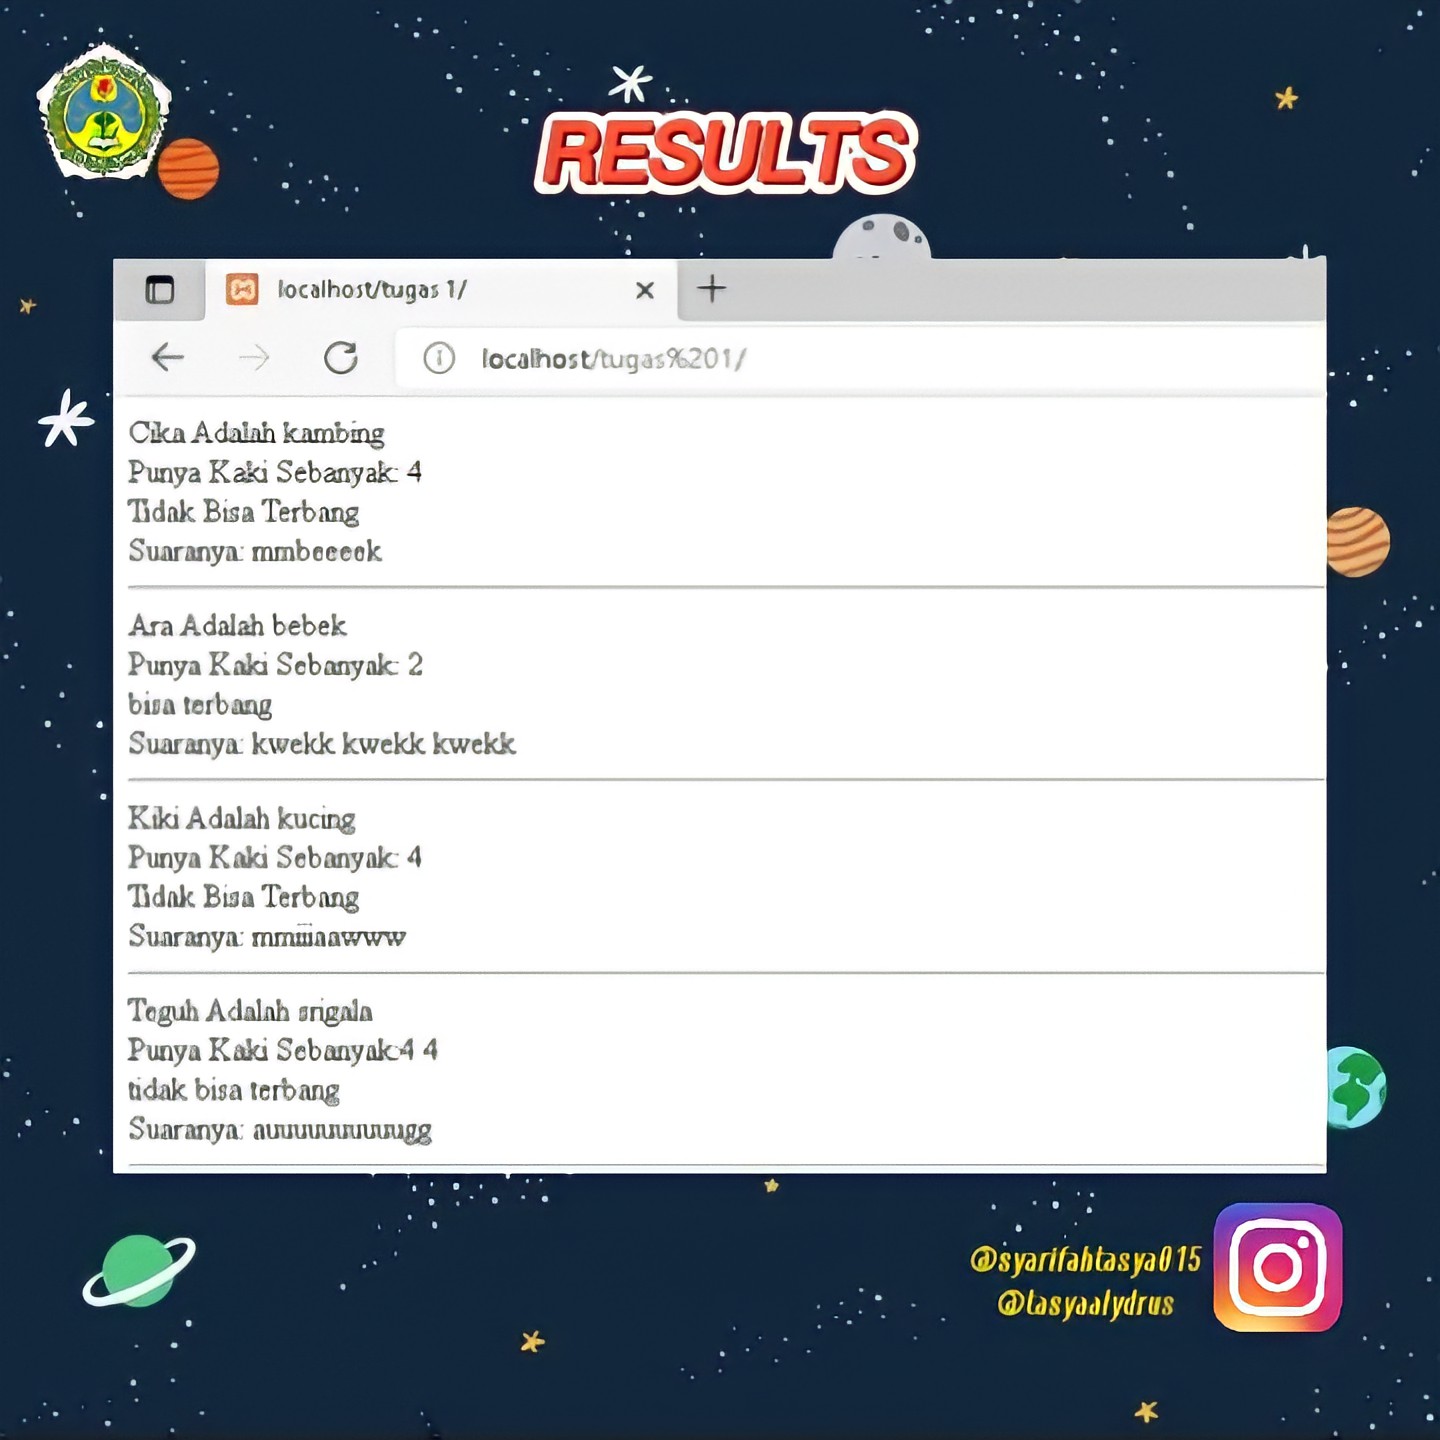 RESULTS
localhost/tugas 1/
localhost/tugas%201/
Cika Adalah kambing
Punya Kaki Sebanyak: 4
Tidak Bisa Terbang
Suaranya: mmbeeeek
Ara Adalah bebek
Punya Kaki Sebanyak: 2
bisa terbang
Suaranya: kwekk kwekk kwekk
Kiki Adalah kucing
Punya Kaki Sebanyak: 4
Tidak Bisa Terbang
Suaranya: mmiiiaawww
Teguh Adalah srigala
Punya Kaki Sebanyak:4 4
tidak bisa terbang
Suaranya: auuuuuuuuuugg
@syarifahtasya015
@tasyaalydrus